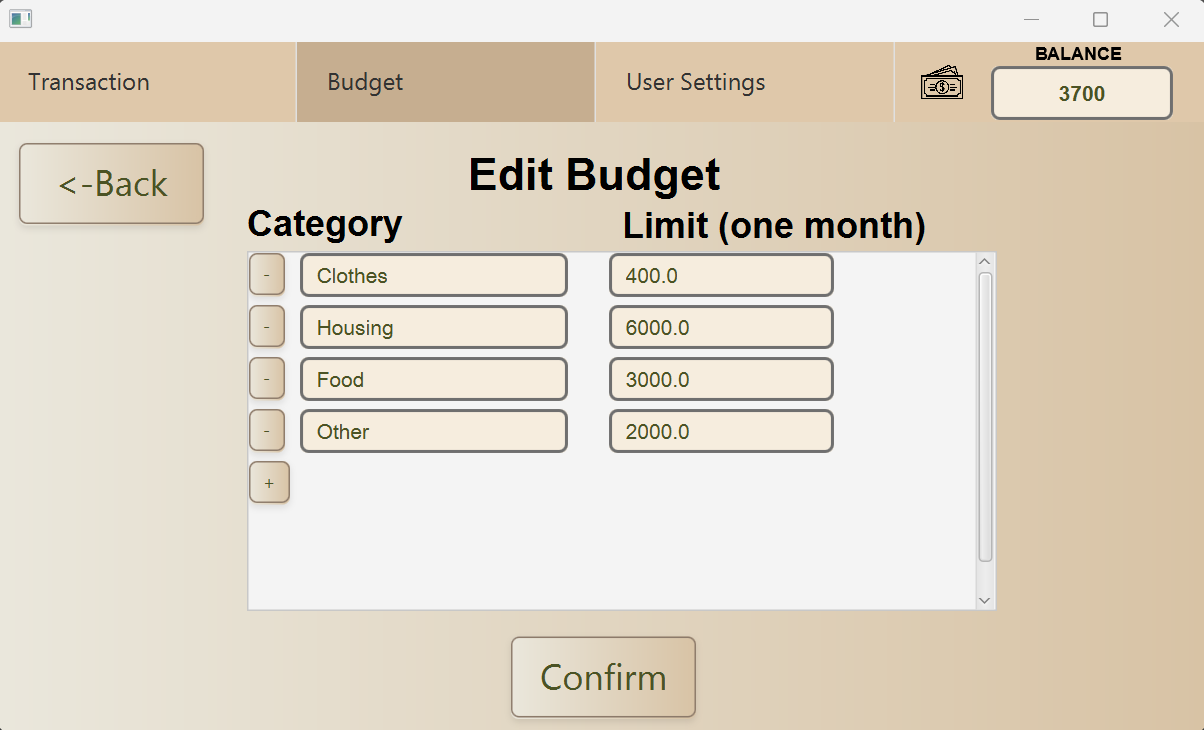 Transaction
Budget
User Settings
BALANCE
3700
<-Back
Edit Budget
Category
Limit (one month)
- Clothes 400.0
- Housing 6000.0
- Food 3000.0
- Other 2000.0
+
Confirm